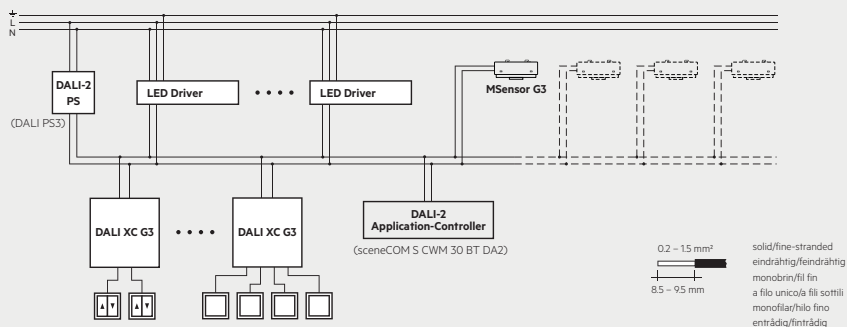 L
N
DALI-2
PS
(DALI PS3)
LED Driver
LED Driver
MSensor G3
DALI XC G3
DALI XC G3
DALI-2
Application-Controller
(sceneCOM S CWM 30 BT DA2)
0.2 – 1.5 mm²
8.5 – 9.5 mm
solid/fine-stranded
eindrähtig/feindrähtig
monobrin/fil fin
a filo unico/a fili sottili
monofilar/hilo fino
entrådig/fintrådig